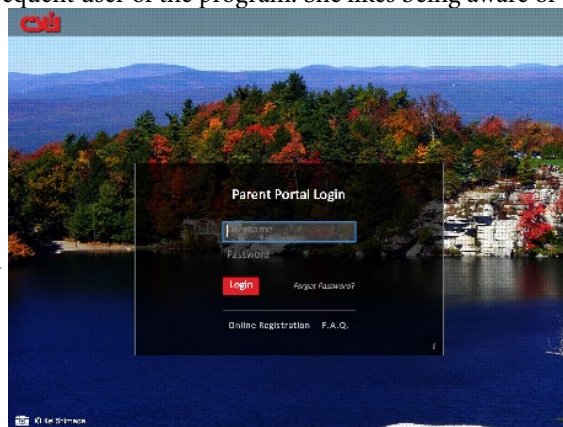 equent user of the program. She likes being aware of
Parent Portal Login
Username
Password
Login
Forgot Password?
Online Registration F.A.Q.
Shimada